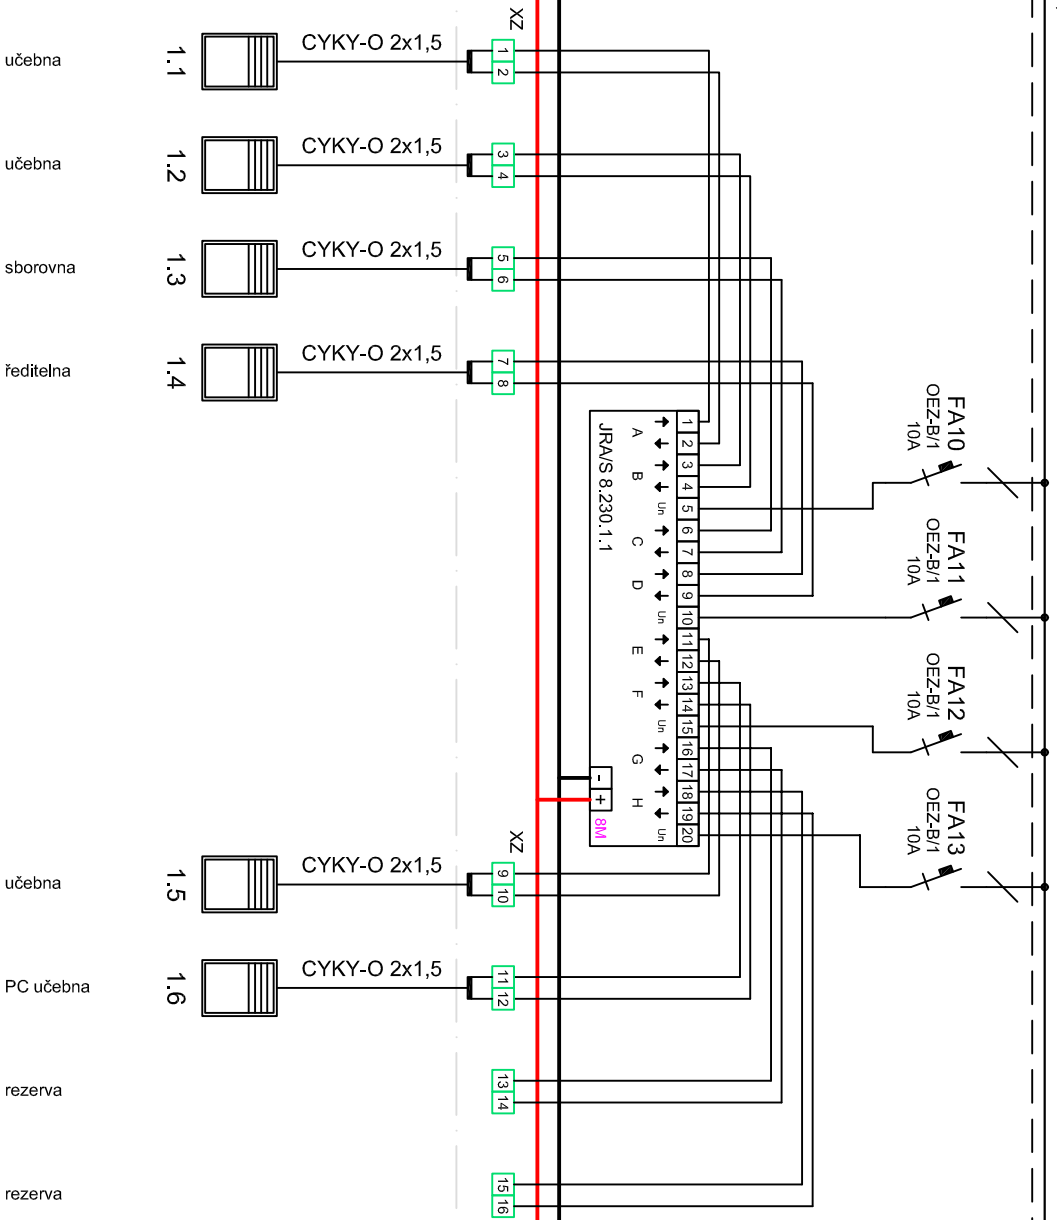 XZ
učebna
1.1
CYKY-O 2x1,5
1
2
učebna
1.2
CYKY-O 2x1,5
3
4
sborovna
1.3
CYKY-O 2x1,5
5
6
ředitelna
1.4
CYKY-O 2x1,5
7
8
JRA/S 8.230.1.1
A
B
Un
C
D
Un
E
F
Un
G
H
Un
1
2
3
4
5
6
7
8
9
10
11
12
13
14
15
16
17
18
19
20
-
+
8M
FA10
OEZ-B/1
10A
FA11
OEZ-B/1
10A
FA12
OEZ-B/1
10A
FA13
OEZ-B/1
10A
XZ
učebna
1.5
CYKY-O 2x1,5
9
10
PC učebna
1.6
CYKY-O 2x1,5
11
12
rezerva
13
14
rezerva
15
16